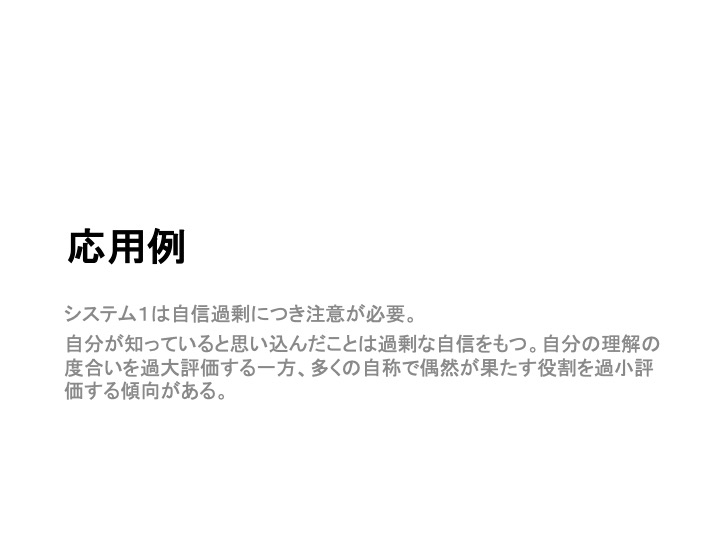 応用例
システム１は自信過剰につき注意が必要。
自分が知っていると思い込んだことは過剰な自信をもつ。自分の理解の
度合いを過大評価する一方、多くの自称で偶然が果たす役割を過小評
価する傾向がある。